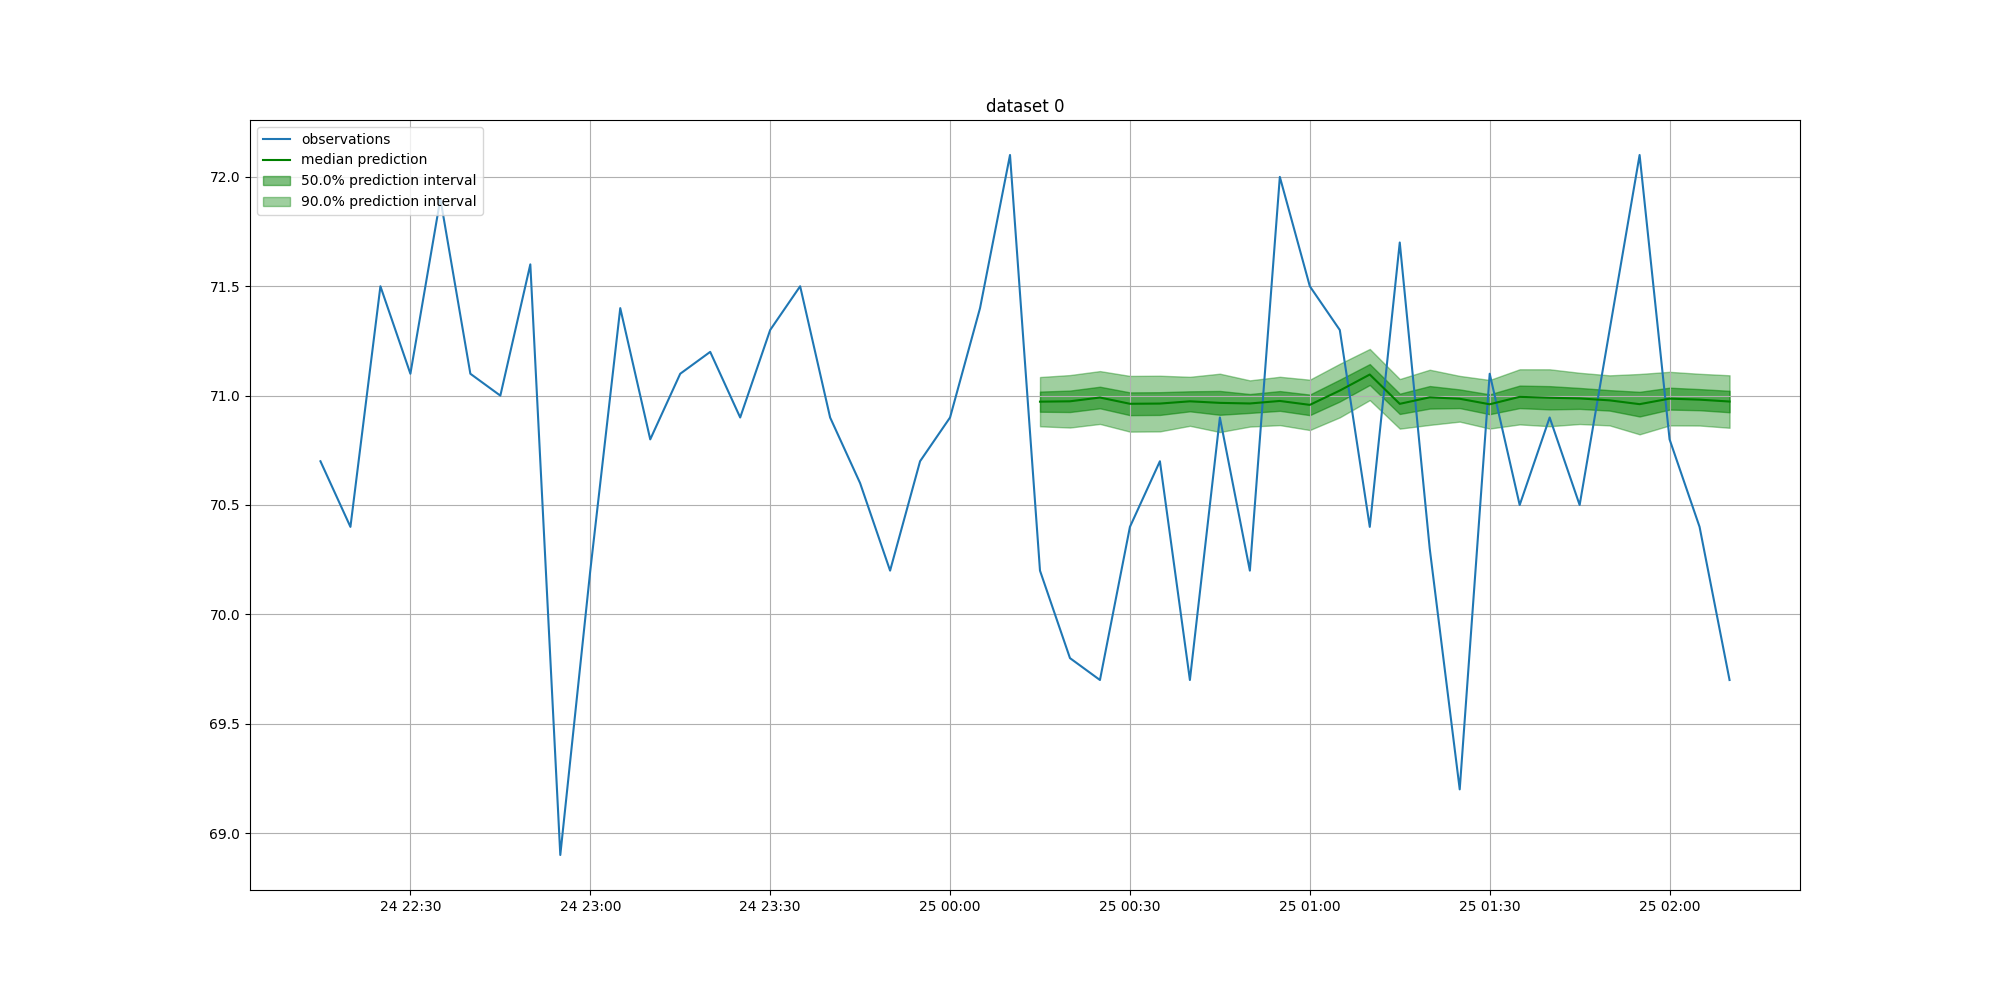 dataset 0
observations
median prediction
50.0% prediction interval
90.0% prediction interval
72.0
71.5
71.0
70.5
70.0
69.5
69.0
24 22:30 24 23:00 24 23:30 25 00:00 25 00:30 25 01:00 25 01:30 25 02:00